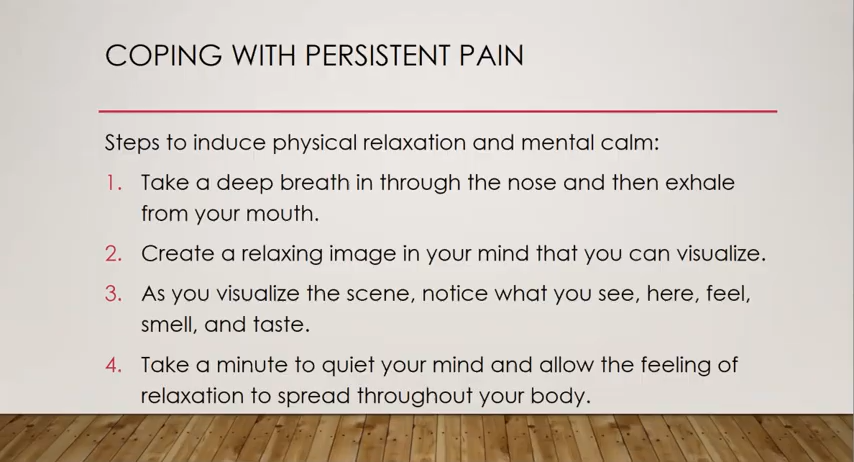 COPING WITH PERSISTENT PAIN
Steps to induce physical relaxation and mental calm:
1. Take a deep breath in through the nose and then exhale
from your mouth.
2. Create a relaxing image in your mind that you can visualize.
3. As you visualize the scene, notice what you see, here, feel,
smell, and taste.
4. Take a minute to quiet your mind and allow the feeling of
relaxation to spread throughout your body.